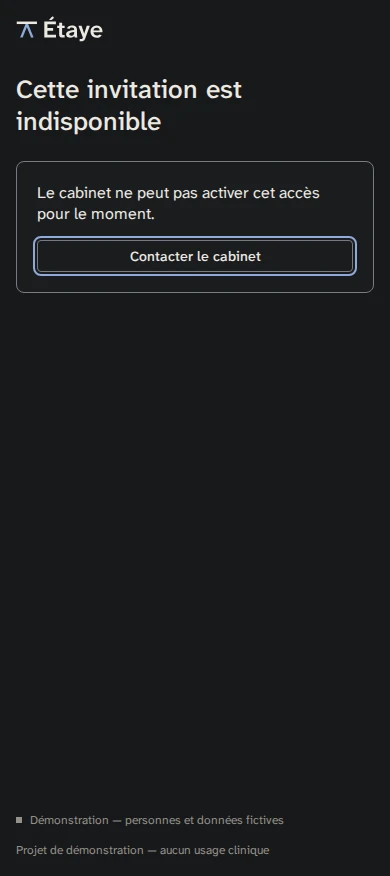 Étaye
Cette invitation est
indisponible
Le cabinet ne peut pas activer cet accès
pour le moment.
Contacter le cabinet
Démonstration — personnes et données fictives
Projet de démonstration — aucun usage clinique